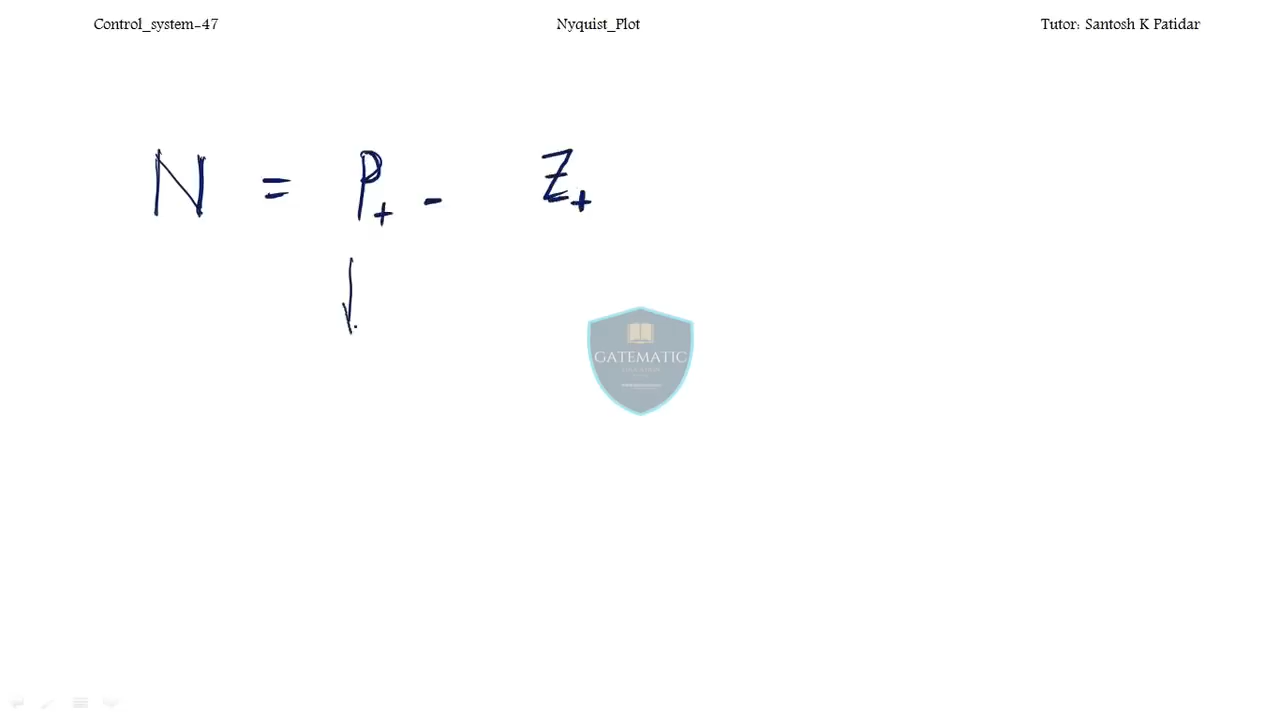 Control_system-47 Nyquist_Plot Tutor: Santosh K Patidar
N = P+ - Z+
↓
GATEMATIC